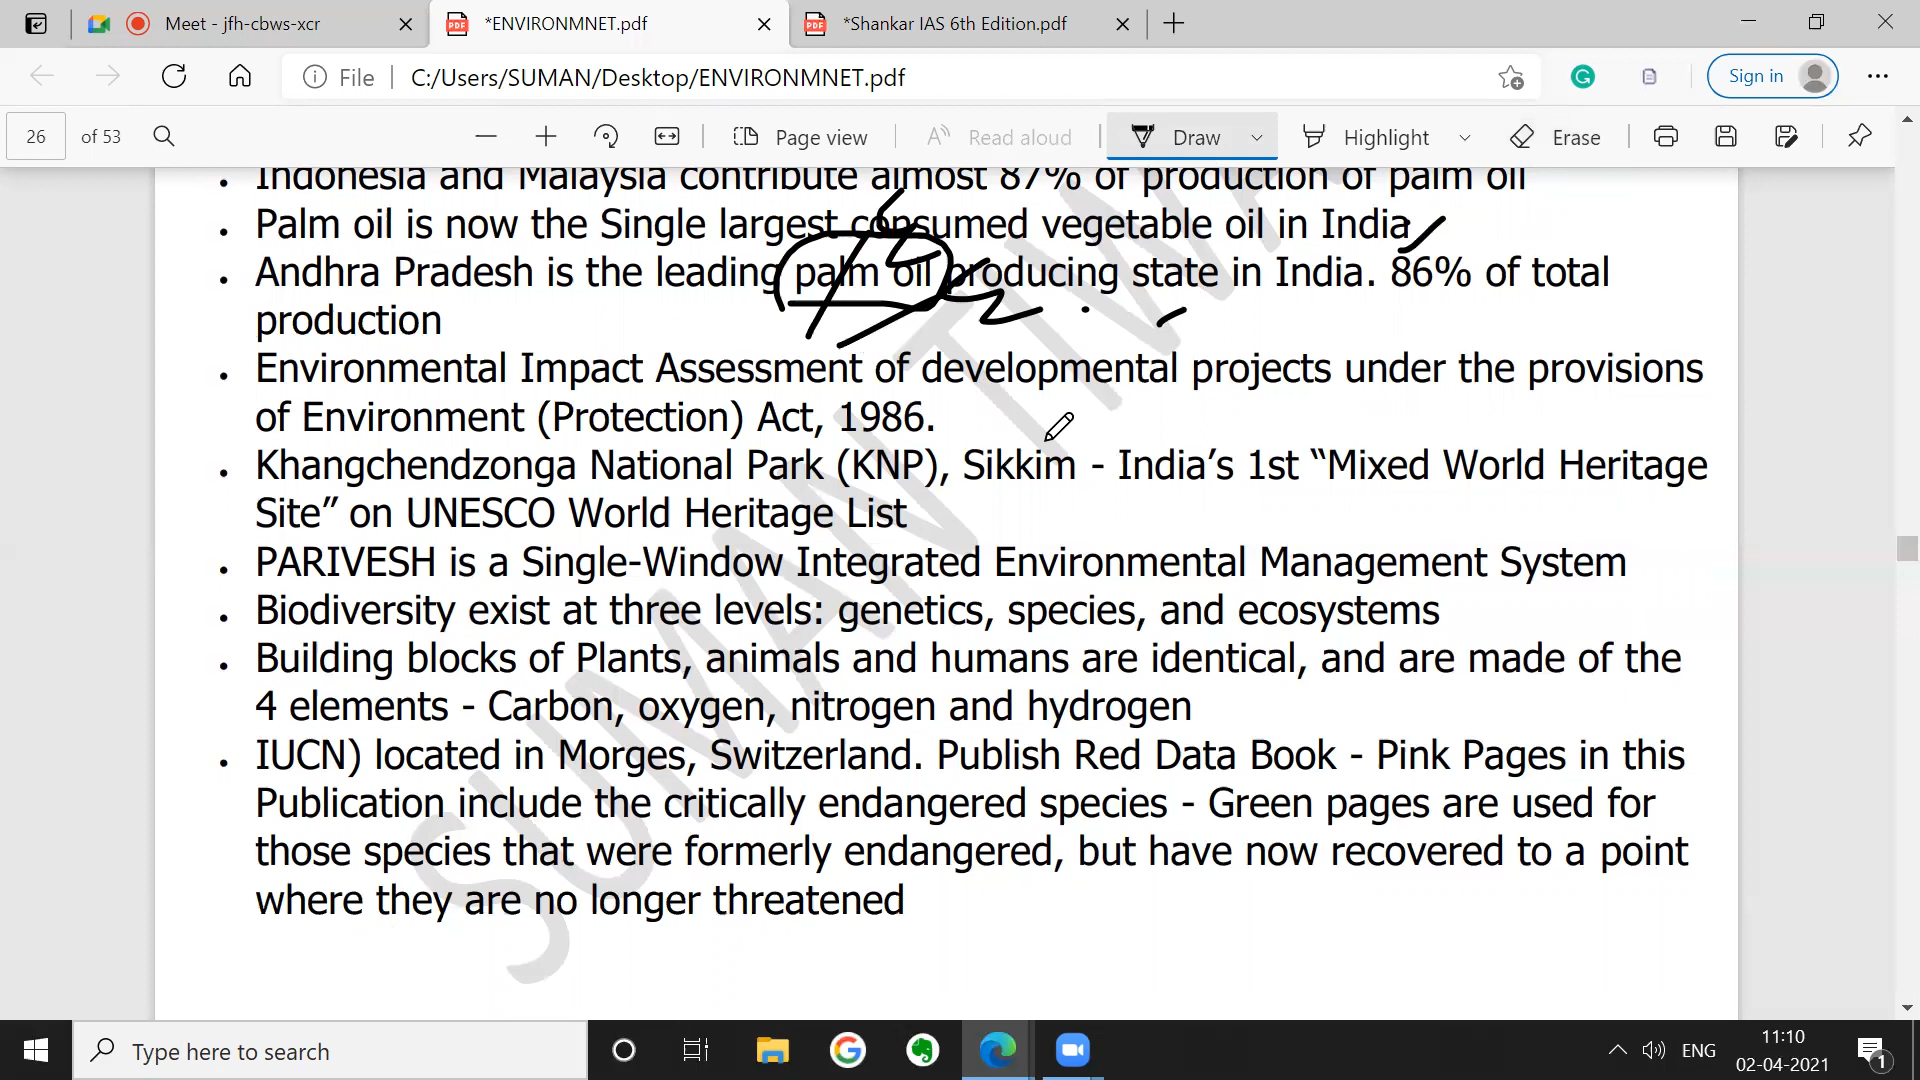 Meet - jfh-cbws-xcr
*ENVIRONMNET.pdf
*Shankar IAS 6th Edition.pdf
File
C:/Users/SUMAN/Desktop/ENVIRONMNET.pdf
Sign in
26 of 53
Page view
Read aloud
Draw
Highlight
Erase
Indonesia and Malaysia contribute almost 87% of production of palm oil
• Palm oil is now the Single largest consumed vegetable oil in India
• Andhra Pradesh is the leading palm oil producing state in India. 86% of total
production
• Environmental Impact Assessment of developmental projects under the provisions
of Environment (Protection) Act, 1986.
• Khangchendzonga National Park (KNP), Sikkim - India’s 1st “Mixed World Heritage
Site” on UNESCO World Heritage List
• PARIVESH is a Single-Window Integrated Environmental Management System
• Biodiversity exist at three levels: genetics, species, and ecosystems
• Building blocks of Plants, animals and humans are identical, and are made of the
4 elements - Carbon, oxygen, nitrogen and hydrogen
• IUCN) located in Morges, Switzerland. Publish Red Data Book - Pink Pages in this
Publication include the critically endangered species - Green pages are used for
those species that were formerly endangered, but have now recovered to a point
where they are no longer threatened
SUMAN TIWA
Type here to search
ENG
11:10
02-04-2021
1